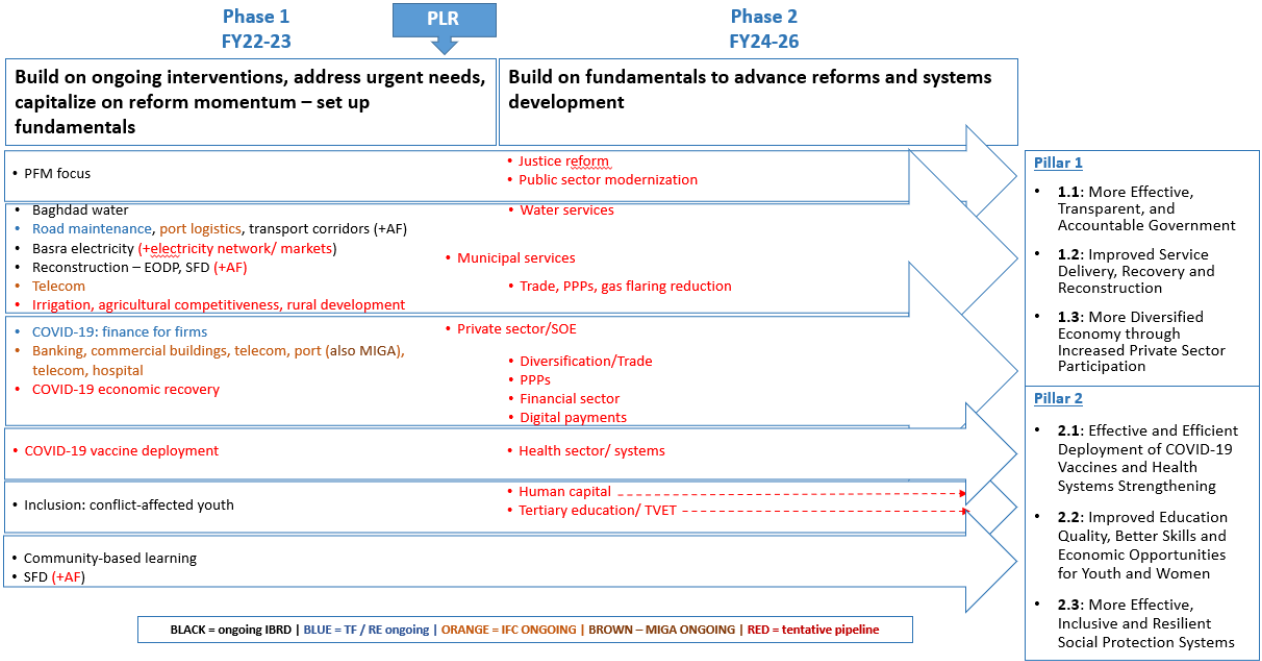 Phase 1
FY22-23
PLR
Phase 2
FY24-26
Build on ongoing interventions, address urgent needs,
capitalize on reform momentum – set up
fundamentals
Build on fundamentals to advance reforms and systems
development
• PFM focus
• Justice reform
• Public sector modernization
• Baghdad water
• Road maintenance, port logistics, transport corridors (+AF)
• Basra electricity (+electricity network/ markets)
• Reconstruction – EODP, SFD (+AF)
• Telecom
• Irrigation, agricultural competitiveness, rural development
• Water services
• Municipal services
• Trade, PPPs, gas flaring reduction
• COVID-19: finance for firms
• Banking, commercial buildings, telecom, port (also MIGA),
telecom, hospital
• COVID-19 economic recovery
• Private sector/SOE
• Diversification/Trade
• PPPs
• Financial sector
• Digital payments
• COVID-19 vaccine deployment
• Health sector/ systems
• Inclusion: conflict-affected youth
• Human capital
• Tertiary education/ TVET
• Community-based learning
• SFD (+AF)
Pillar 1
• 1.1: More Effective,
Transparent, and
Accountable Government
• 1.2: Improved Service
Delivery, Recovery and
Reconstruction
• 1.3: More Diversified
Economy through
Increased Private Sector
Participation
Pillar 2
• 2.1: Effective and Efficient
Deployment of COVID-19
Vaccines and Health
Systems Strengthening
• 2.2: Improved Education
Quality, Better Skills and
Economic Opportunities
for Youth and Women
• 2.3: More Effective,
Inclusive and Resilient
Social Protection Systems
BLACK = ongoing IBRD | BLUE = TF / RE ongoing | ORANGE = IFC ONGOING | BROWN – MIGA ONGOING | RED = tentative pipeline